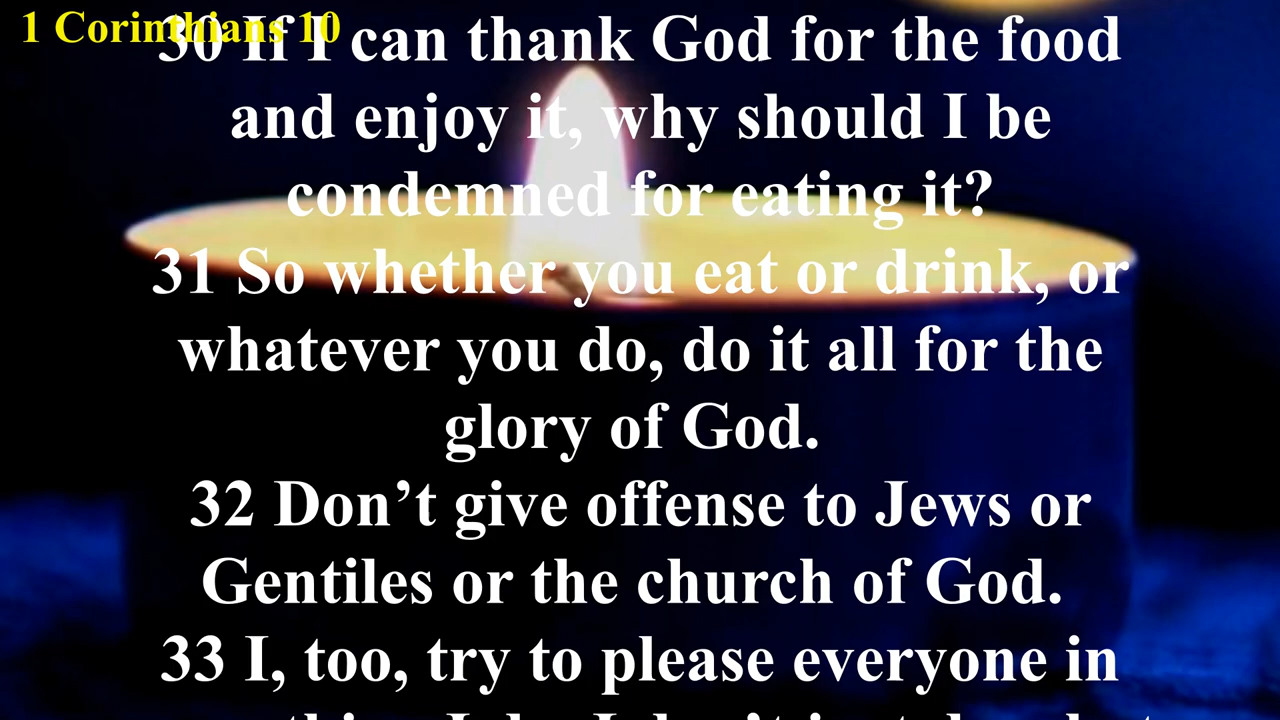 1 Corinthians 10
30 If I can thank God for the food
and enjoy it, why should I be
condemned for eating it?
31 So whether you eat or drink, or
whatever you do, do it all for the
glory of God.
32 Don’t give offense to Jews or
Gentiles or the church of God.
33 I, too, try to please everyone in